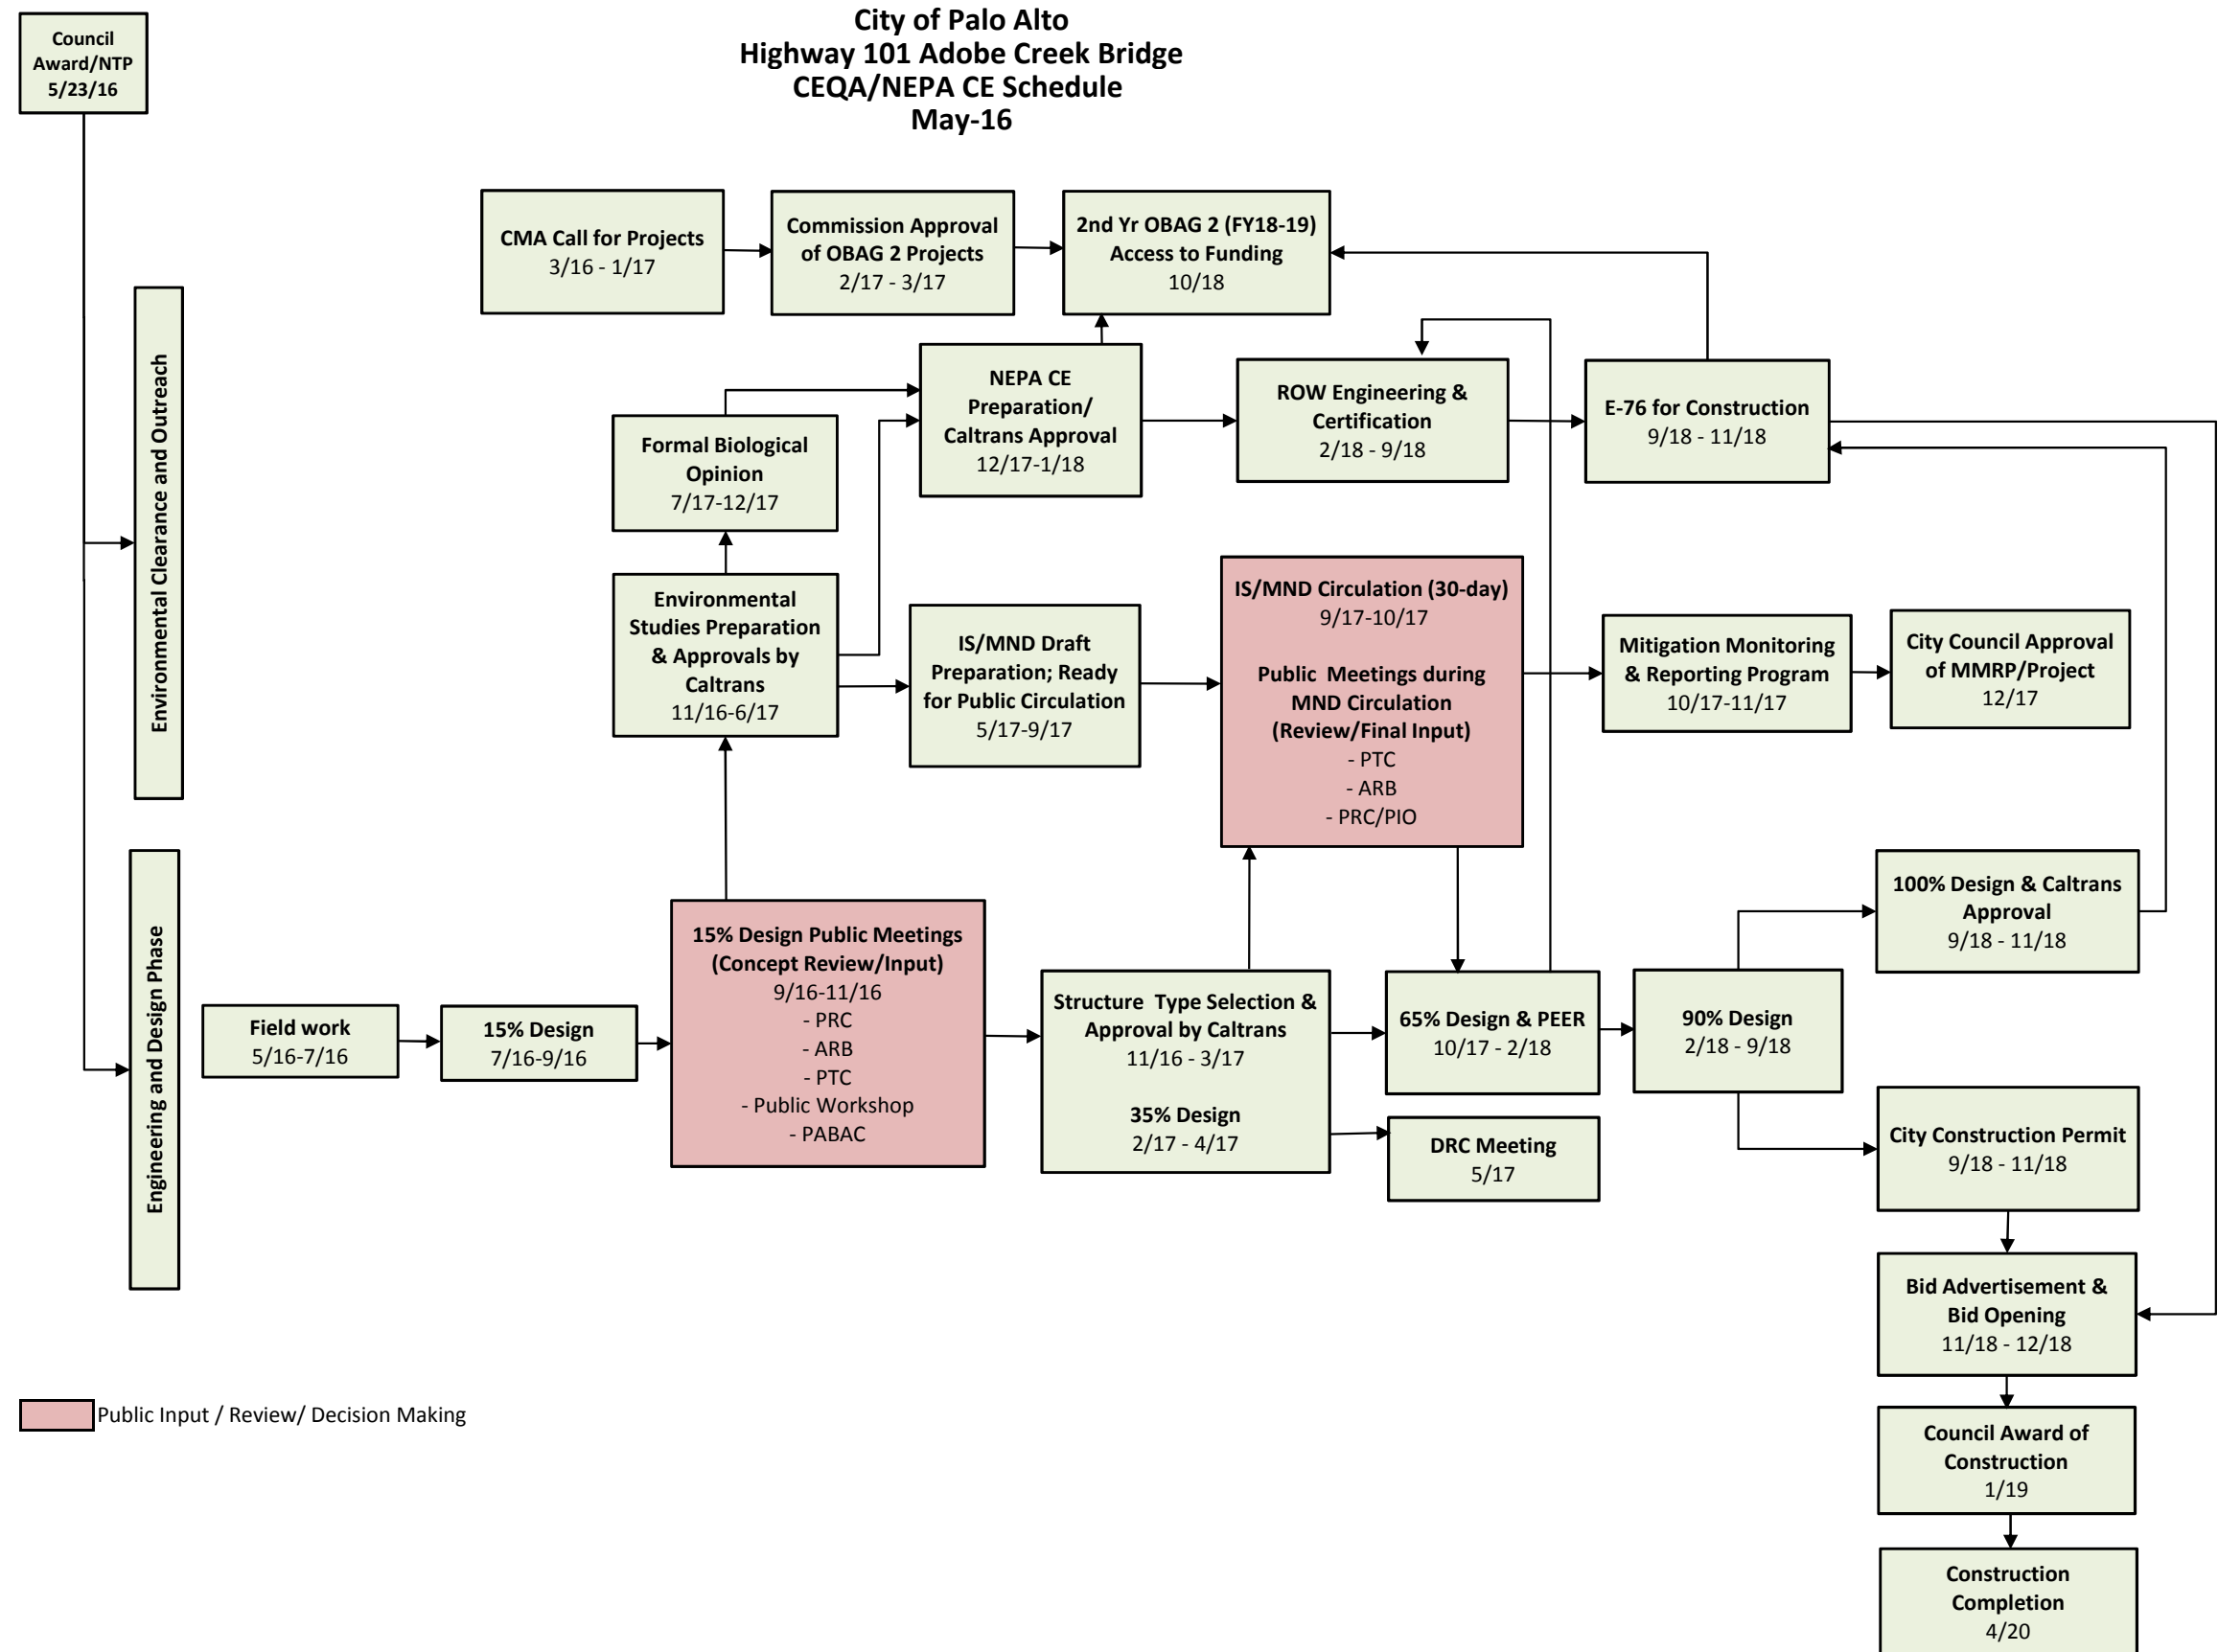 City of Palo Alto
Highway 101 Adobe Creek Bridge
CEQA/NEPA CE Schedule
May-16
Council
Award/NTP
5/23/16
CMA Call for Projects
3/16 - 1/17
Commission Approval
of OBAG 2 Projects
2/17 - 3/17
2nd Yr OBAG 2 (FY18-19)
Access to Funding
10/18
Environmental Clearance and Outreach
Formal Biological
Opinion
7/17-12/17
NEPA CE
Preparation/
Caltrans Approval
12/17-1/18
ROW Engineering &
Certification
2/18 - 9/18
E-76 for Construction
9/18 - 11/18
Environmental
Studies Preparation
& Approvals by
Caltrans
11/16-6/17
IS/MND Draft
Preparation; Ready
for Public Circulation
5/17-9/17
IS/MND Circulation (30-day)
9/17-10/17
Public  Meetings during
MND Circulation
(Review/Final Input)
- PTC
- ARB
- PRC/PIO
Mitigation Monitoring
& Reporting Program
10/17-11/17
City Council Approval
of MMRP/Project
12/17
Engineering and Design Phase
Field work
5/16-7/16
15% Design
7/16-9/16
15% Design Public Meetings
(Concept Review/Input)
9/16-11/16
- PRC
- ARB
- PTC
- Public Workshop
- PABAC
Structure  Type Selection &
Approval by Caltrans
11/16 - 3/17
35% Design
2/17 - 4/17
65% Design & PEER
10/17 - 2/18
DRC Meeting
5/17
90% Design
2/18 - 9/18
100% Design & Caltrans
Approval
9/18 - 11/18
City Construction Permit
9/18 - 11/18
Bid Advertisement &
Bid Opening
11/18 - 12/18
Council Award of
Construction
1/19
Construction
Completion
4/20
Public Input / Review/ Decision Making